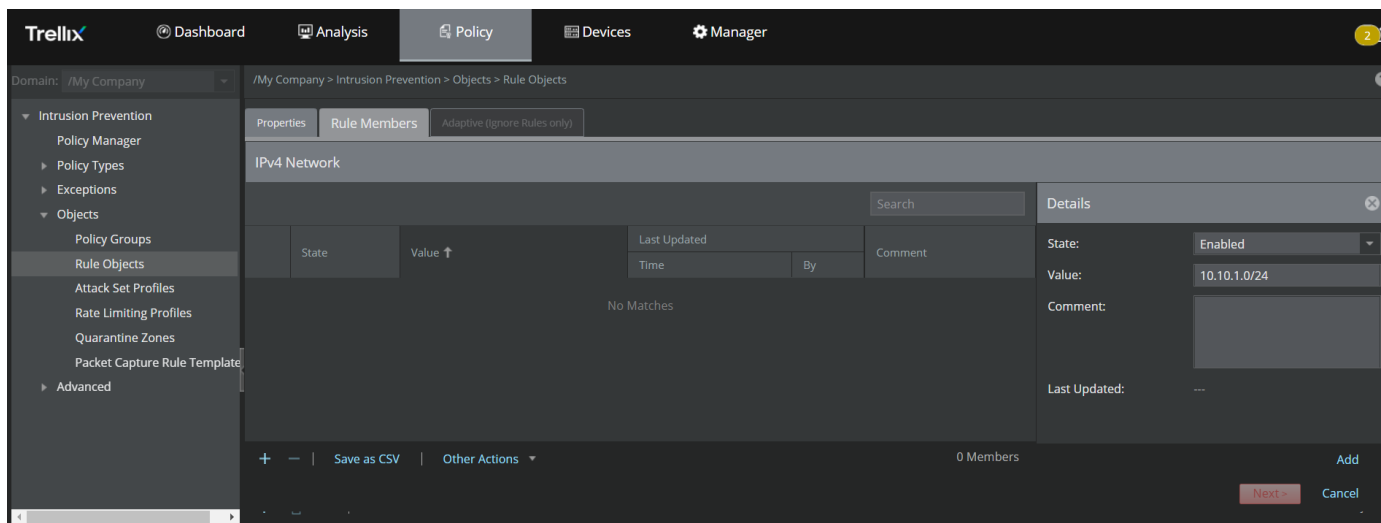 Trellix
Dashboard
Analysis
Policy
Devices
Manager
2
Domain: /My Company
/My Company > Intrusion Prevention > Objects > Rule Objects
Intrusion Prevention
Policy Manager
Policy Types
Exceptions
Objects
Policy Groups
Rule Objects
Attack Set Profiles
Rate Limiting Profiles
Quarantine Zones
Packet Capture Rule Template
Advanced
Properties
Rule Members
Adaptive (Ignore Rules only)
IPv4 Network
Search
State
Value
Last Updated
Time
By
Comment
No Matches
Details
State: Enabled
Value: 10.10.1.0/24
Comment:
Last Updated: ---
+ − | Save as CSV | Other Actions
0 Members
Add
Next >
Cancel